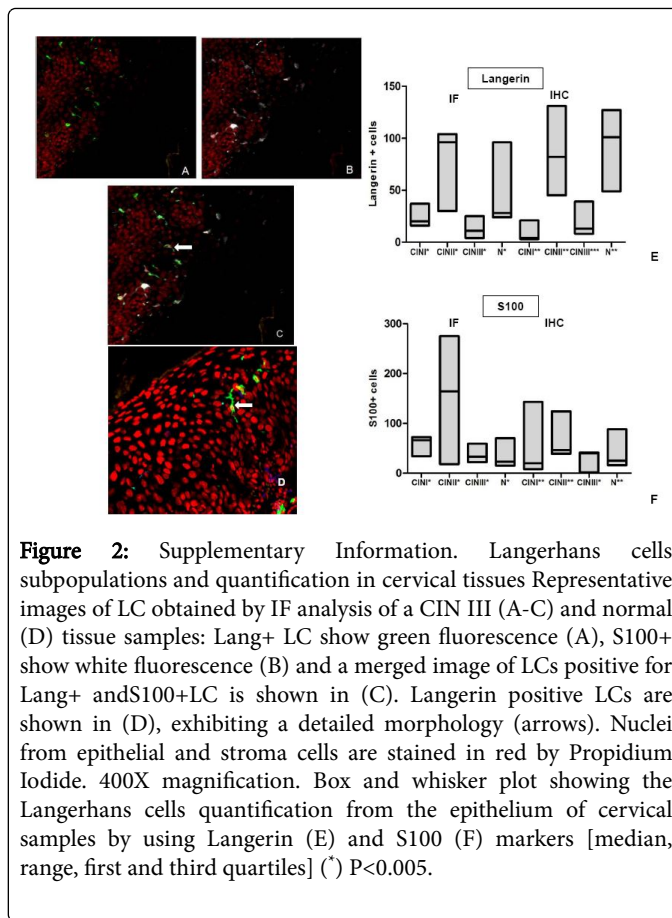 A
B
C
D
Langerin
IF IHC
Langerin + cells
150
100
50
0
CINI* CINII* CINIII* N* CINI** CINII** CINIII*** N**
E
S100
IF IHC
S100+ cells
300
200
100
0
CINI* CINII* CINIII* N* CINI** CINII** CINIII* N**
F
Figure 2: Supplementary Information. Langerhans cells
subpopulations and quantification in cervical tissues Representative
images of LC obtained by IF analysis of a CIN III (A-C) and normal
(D) tissue samples: Lang+ LC show green fluorescence (A), S100+
show white fluorescence (B) and a merged image of LCs positive for
Lang+ andS100+LC is shown in (C). Langerin positive LCs are
shown in (D), exhibiting a detailed morphology (arrows). Nuclei
from epithelial and stroma cells are stained in red by Propidium
Iodide. 400X magnification. Box and whisker plot showing the
Langerhans cells quantification from the epithelium of cervical
samples by using Langerin (E) and S100 (F) markers [median,
range, first and third quartiles] (*) P<0.005.